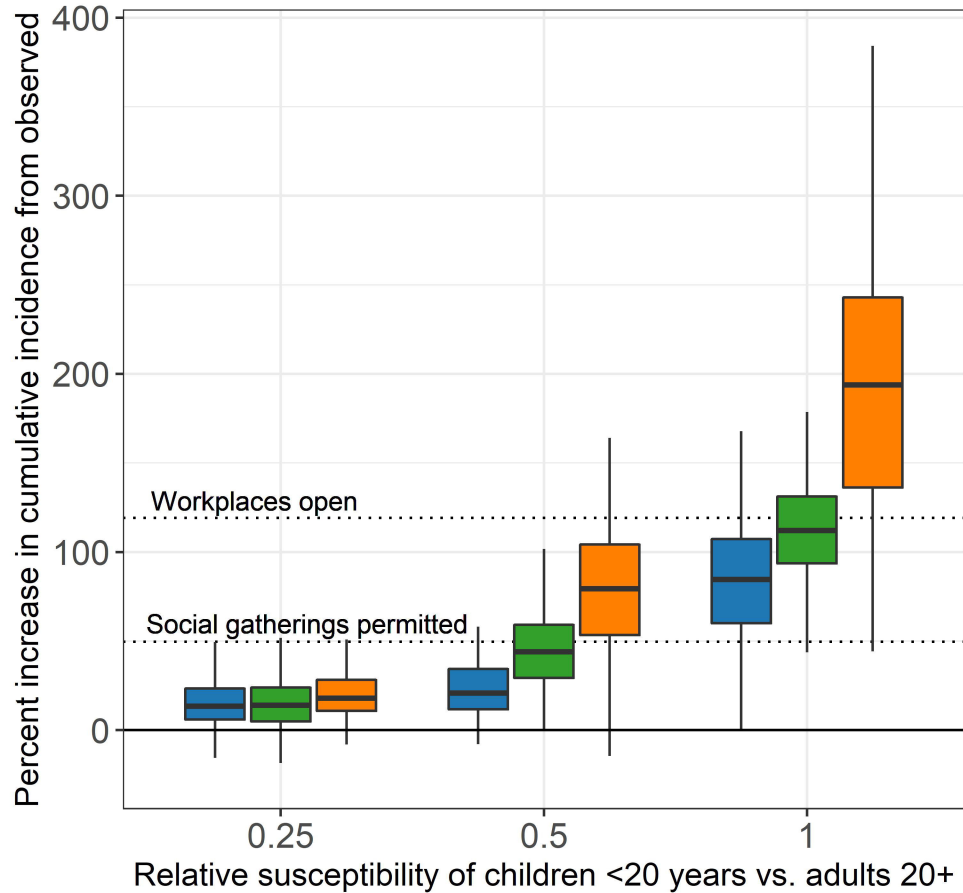 Percent increase in cumulative incidence from observed
400
300
200
100
0
Workplaces open
Social gatherings permitted
0.25 0.5 1
Relative susceptibility of children <20 years vs. adults 20+